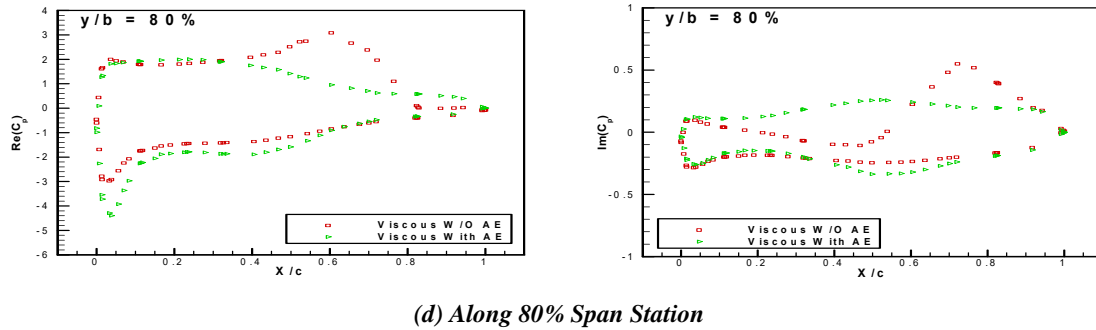 y/b = 80%
4
3
2
1
0
-1
-2
-3
-4
-5
-6
Re(Cp)
0
0.2
0.4
0.6
0.8
1
X/c
Viscous W/O AE
Viscous With AE
y/b = 80%
1
0.5
0
-0.5
-1
Im(Cp)
0
0.2
0.4
0.6
0.8
1
X/c
Viscous W/O AE
Viscous With AE
(d) Along 80% Span Station